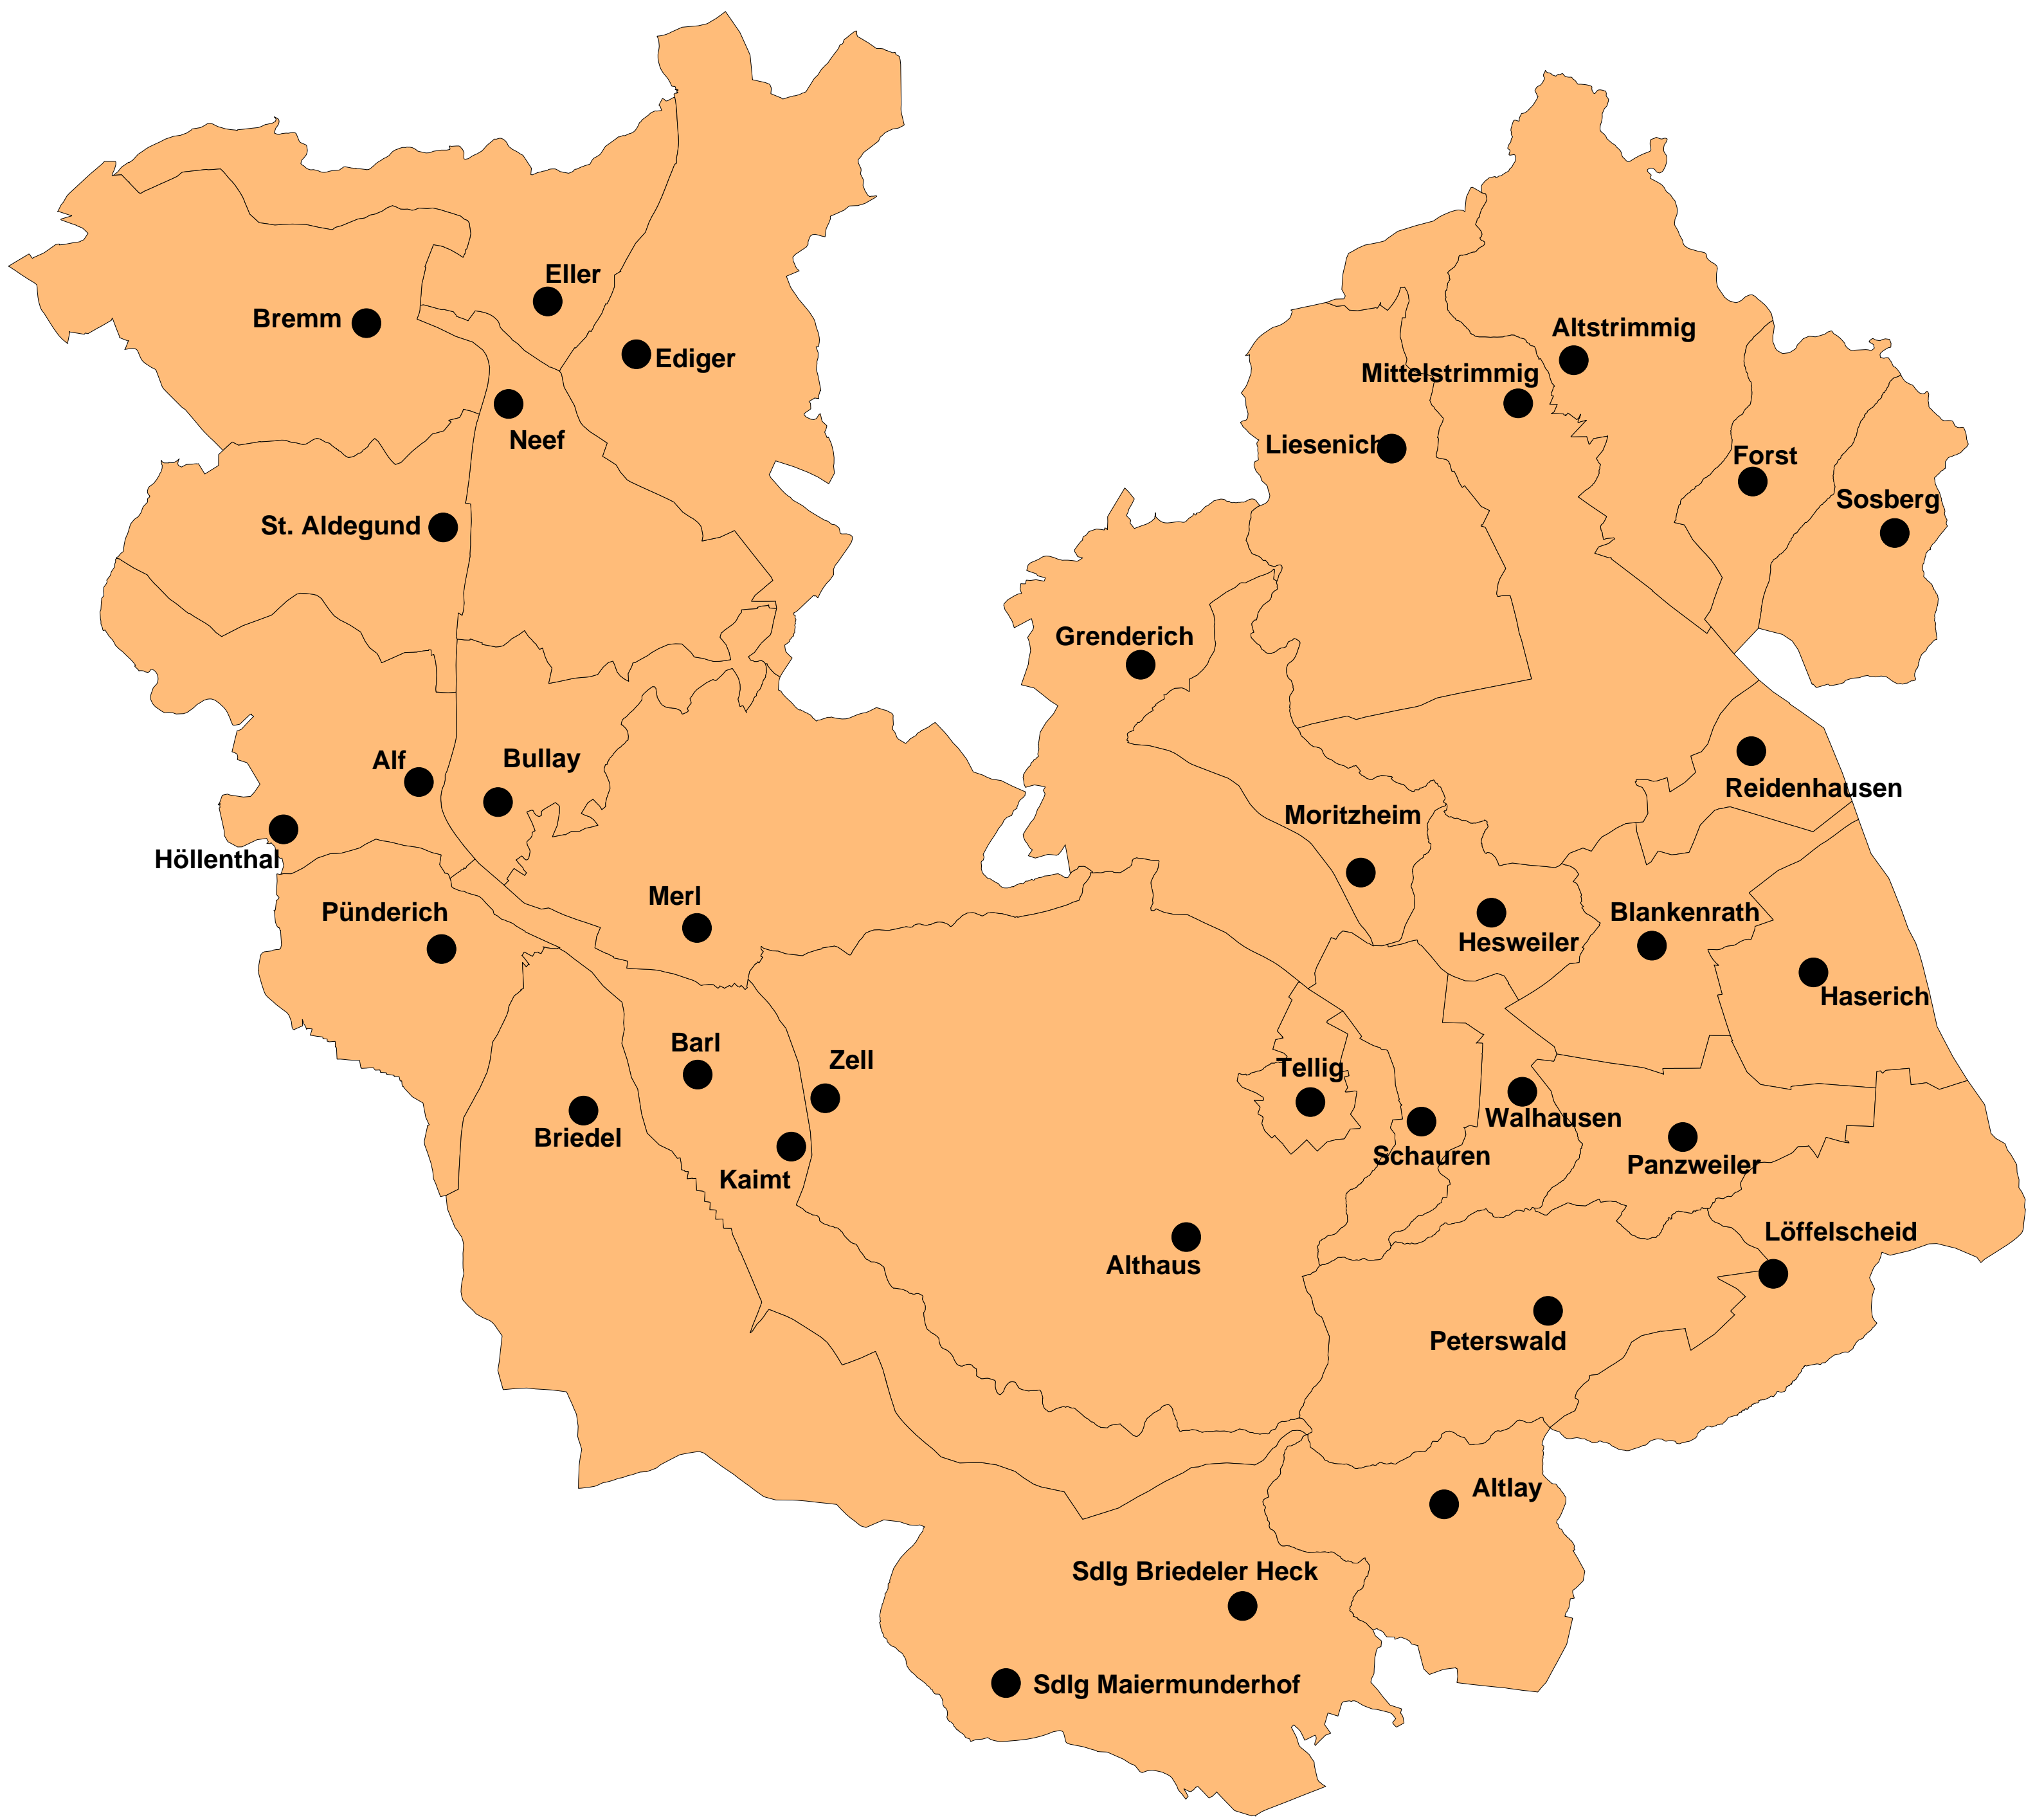 Eller
Bremm
Ediger
Altstrimmig
Mittelstrimmig
Neef
Liesenich
Forst
Sosberg
St. Aldegund
Grenderich
Alf
Bullay
Reidenhausen
Moritzheim
Höllenthal
Merl
Pünderich
Blankenrath
Hesweiler
Haserich
Barl
Zell
Tellig
Walhausen
Briedel
Schauren
Panzweiler
Kaimt
Löffelscheid
Althaus
Peterswald
Altlay
Sdlg Briedeler Heck
Sdlg Maiermunderhof